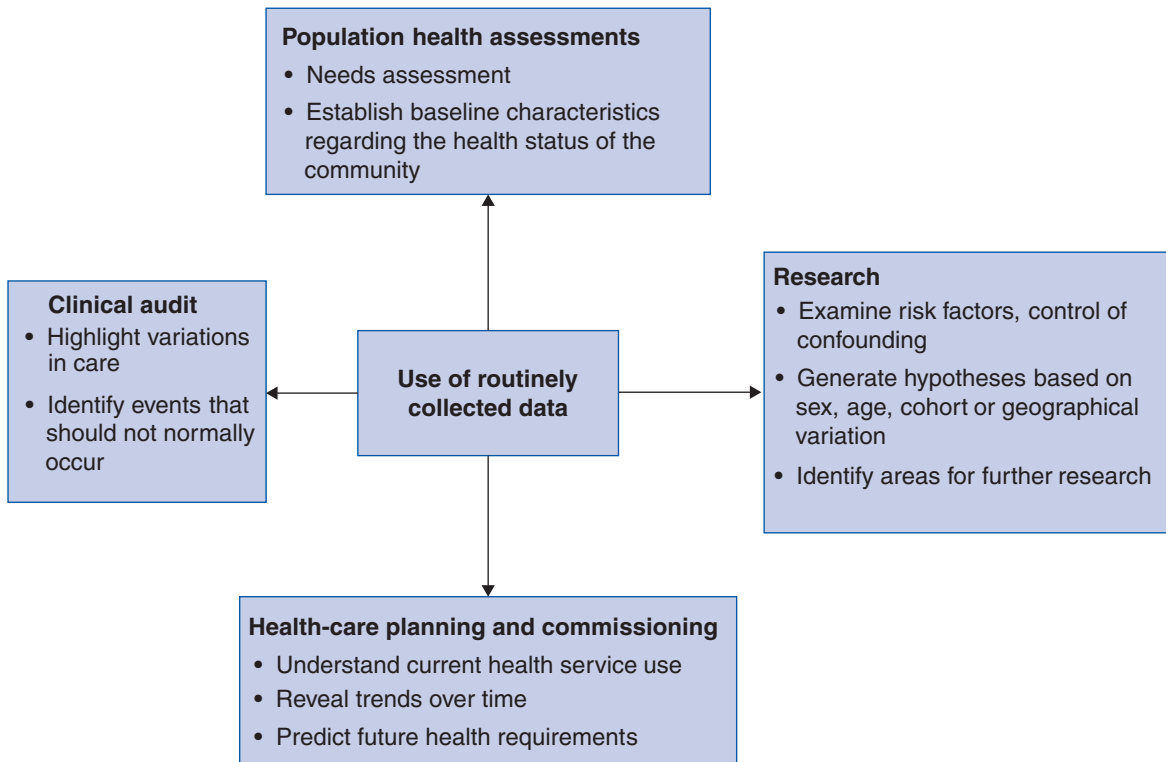 Population health assessments
• Needs assessment
• Establish baseline characteristics
regarding the health status of the
community
Clinical audit
• Highlight variations
in care
• Identify events that
should not normally
occur
Use of routinely
collected data
Research
• Examine risk factors, control of
confounding
• Generate hypotheses based on
sex, age, cohort or geographical
variation
• Identify areas for further research
Health-care planning and commissioning
• Understand current health service use
• Reveal trends over time
• Predict future health requirements